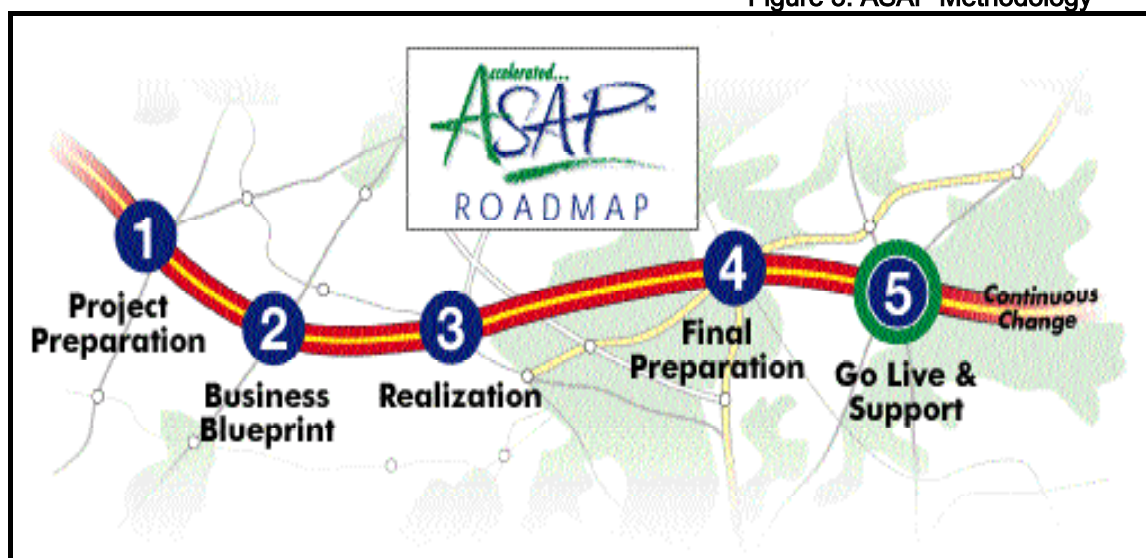 Figure 3: ASAP Methodology
Accelerated...
ASAP™
ROADMAP
1
Project
Preparation
2
Business
Blueprint
3
Realization
4
Final
Preparation
5
Go Live &
Support
Continuous
Change